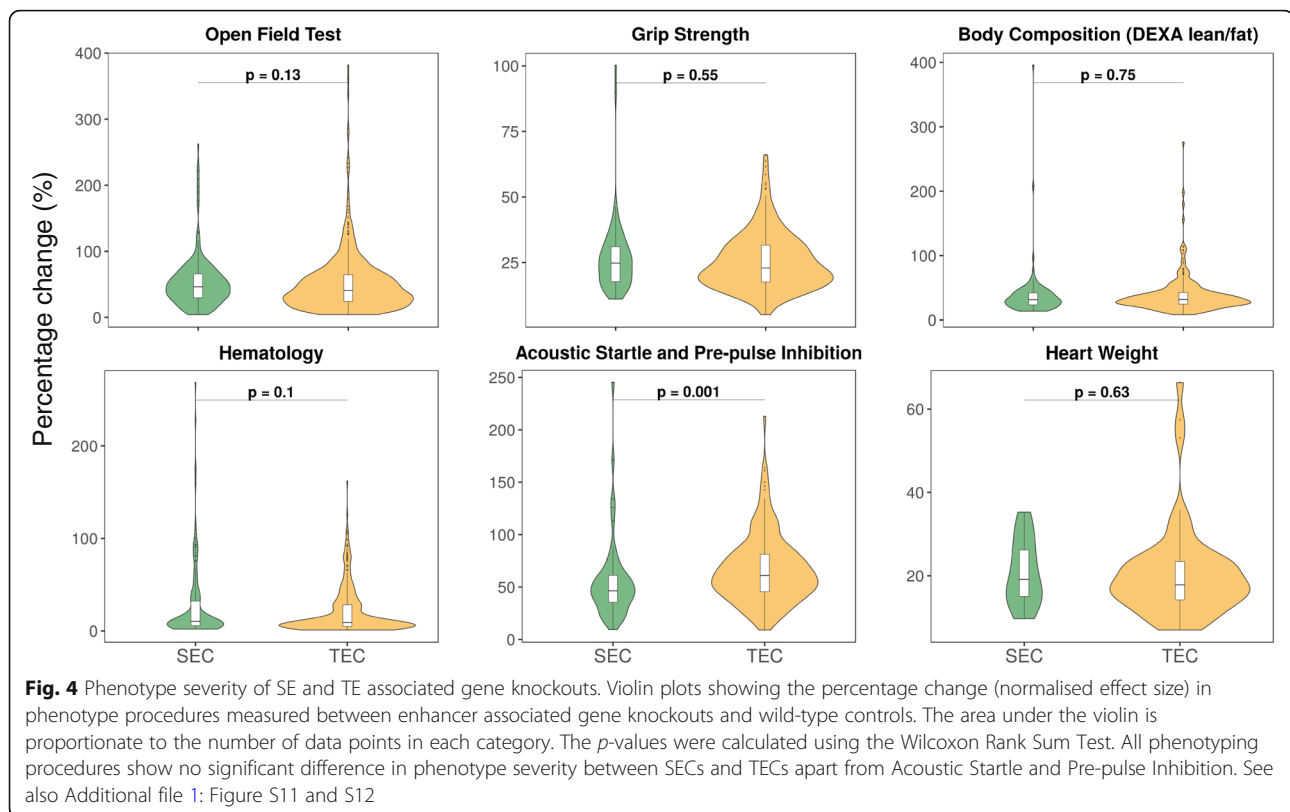 Open Field Test
Grip Strength
Body Composition (DEXA lean/fat)
400
300
200
100
0
p = 0.13
100
75
50
25
p = 0.55
400
300
200
100
0
p = 0.75
Percentage change (%)
Hematology
Acoustic Startle and Pre-pulse Inhibition
Heart Weight
200
100
0
p = 0.1
250
200
150
100
50
0
p = 0.001
60
40
20
p = 0.63
SEC
TEC
SEC
TEC
SEC
TEC
Fig. 4 Phenotype severity of SE and TE associated gene knockouts. Violin plots showing the percentage change (normalised effect size) in
phenotype procedures measured between enhancer associated gene knockouts and wild-type controls. The area under the violin is
proportionate to the number of data points in each category. The p-values were calculated using the Wilcoxon Rank Sum Test. All phenotyping
procedures show no significant difference in phenotype severity between SECs and TECs apart from Acoustic Startle and Pre-pulse Inhibition. See
also Additional file 1: Figure S11 and S12